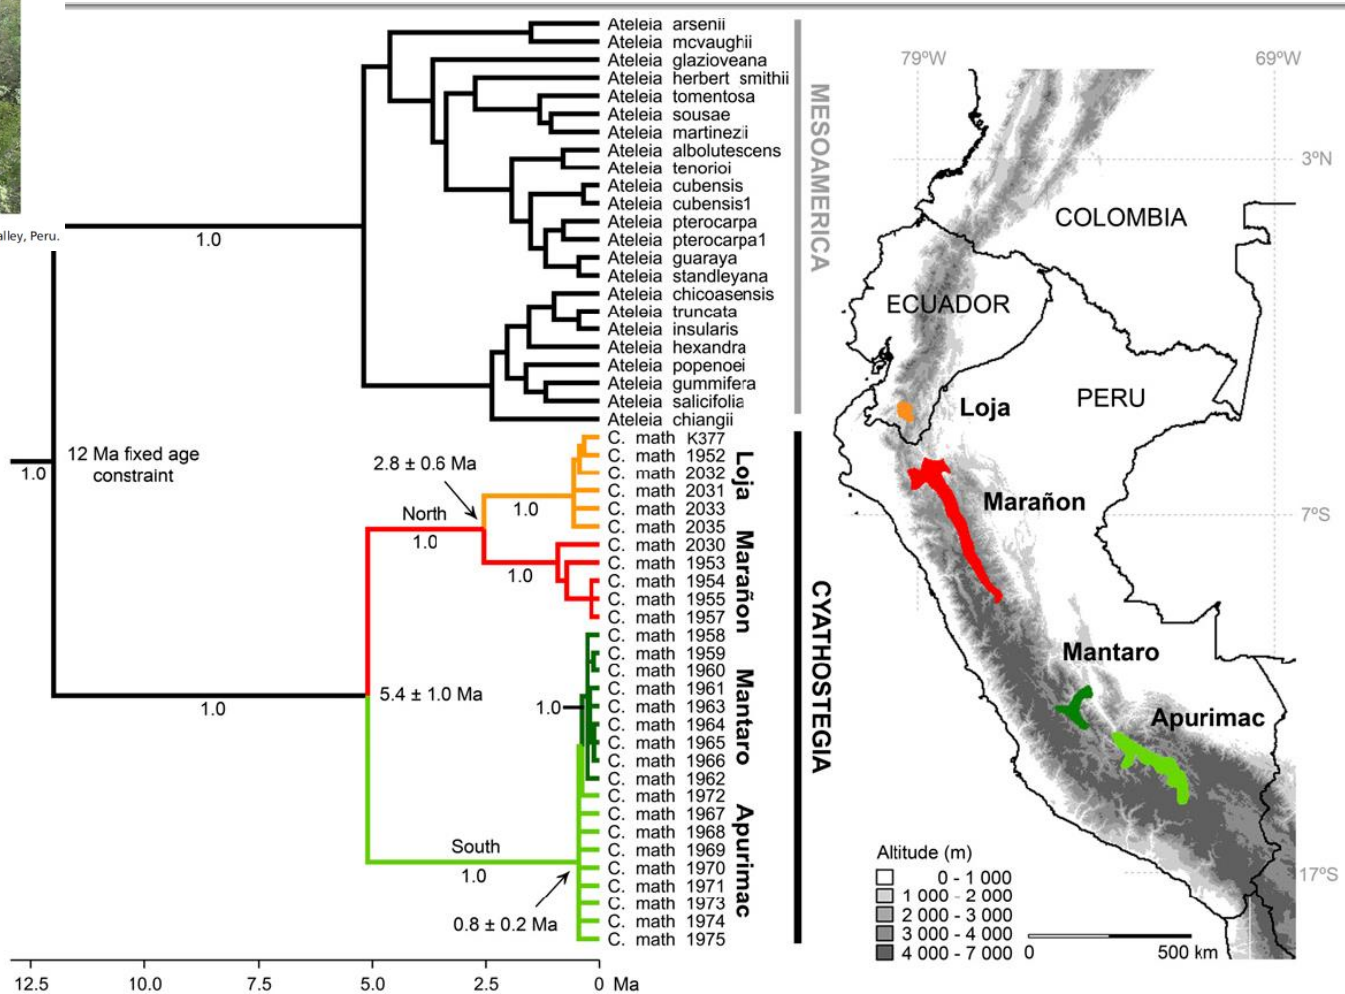 alley, Peru.
Ateleia arsenii
Ateleia mcvaughii
Ateleia glazioveana
Ateleia herbert smithii
Ateleia tomentosa
Ateleia sousae
Ateleia martinezii
Ateleia albolutescens
Ateleia tenorioi
Ateleia cubensis
Ateleia cubensis1
Ateleia pterocarpa
Ateleia pterocarpa1
Ateleia guaraya
Ateleia standleyana
Ateleia chicoasensis
Ateleia truncata
Ateleia insularis
Ateleia hexandra
Ateleia popenoei
Ateleia gummifera
Ateleia salicifolia
Ateleia chiangii
C. math K377
C. math 1952
C. math 2032
C. math 2031
C. math 2033
C. math 2035
C. math 2030
C. math 1953
C. math 1954
C. math 1955
C. math 1957
C. math 1958
C. math 1959
C. math 1960
C. math 1961
C. math 1963
C. math 1964
C. math 1965
C. math 1966
C. math 1962
C. math 1972
C. math 1967
C. math 1968
C. math 1969
C. math 1970
C. math 1971
C. math 1973
C. math 1974
C. math 1975
1.0
1.0
12 Ma fixed age
constraint
2.8 ± 0.6 Ma
North
1.0
1.0
1.0
5.4 ± 1.0 Ma
1.0
1.0
South
1.0
0.8 ± 0.2 Ma
12.5 10.0 7.5 5.0 2.5 0 Ma
Loja
Marañon
Mantaro
Apurimac
MESOAMERICA
CYATHOSTEGIA
79ºW 69ºW
3ºN
COLOMBIA
ECUADOR
PERU
Loja
Marañon
7ºS
Mantaro
Apurimac
17ºS
Altitude (m)
0 - 1 000
1 000 - 2 000
2 000 - 3 000
3 000 - 4 000
4 000 - 7 000
0 500 km